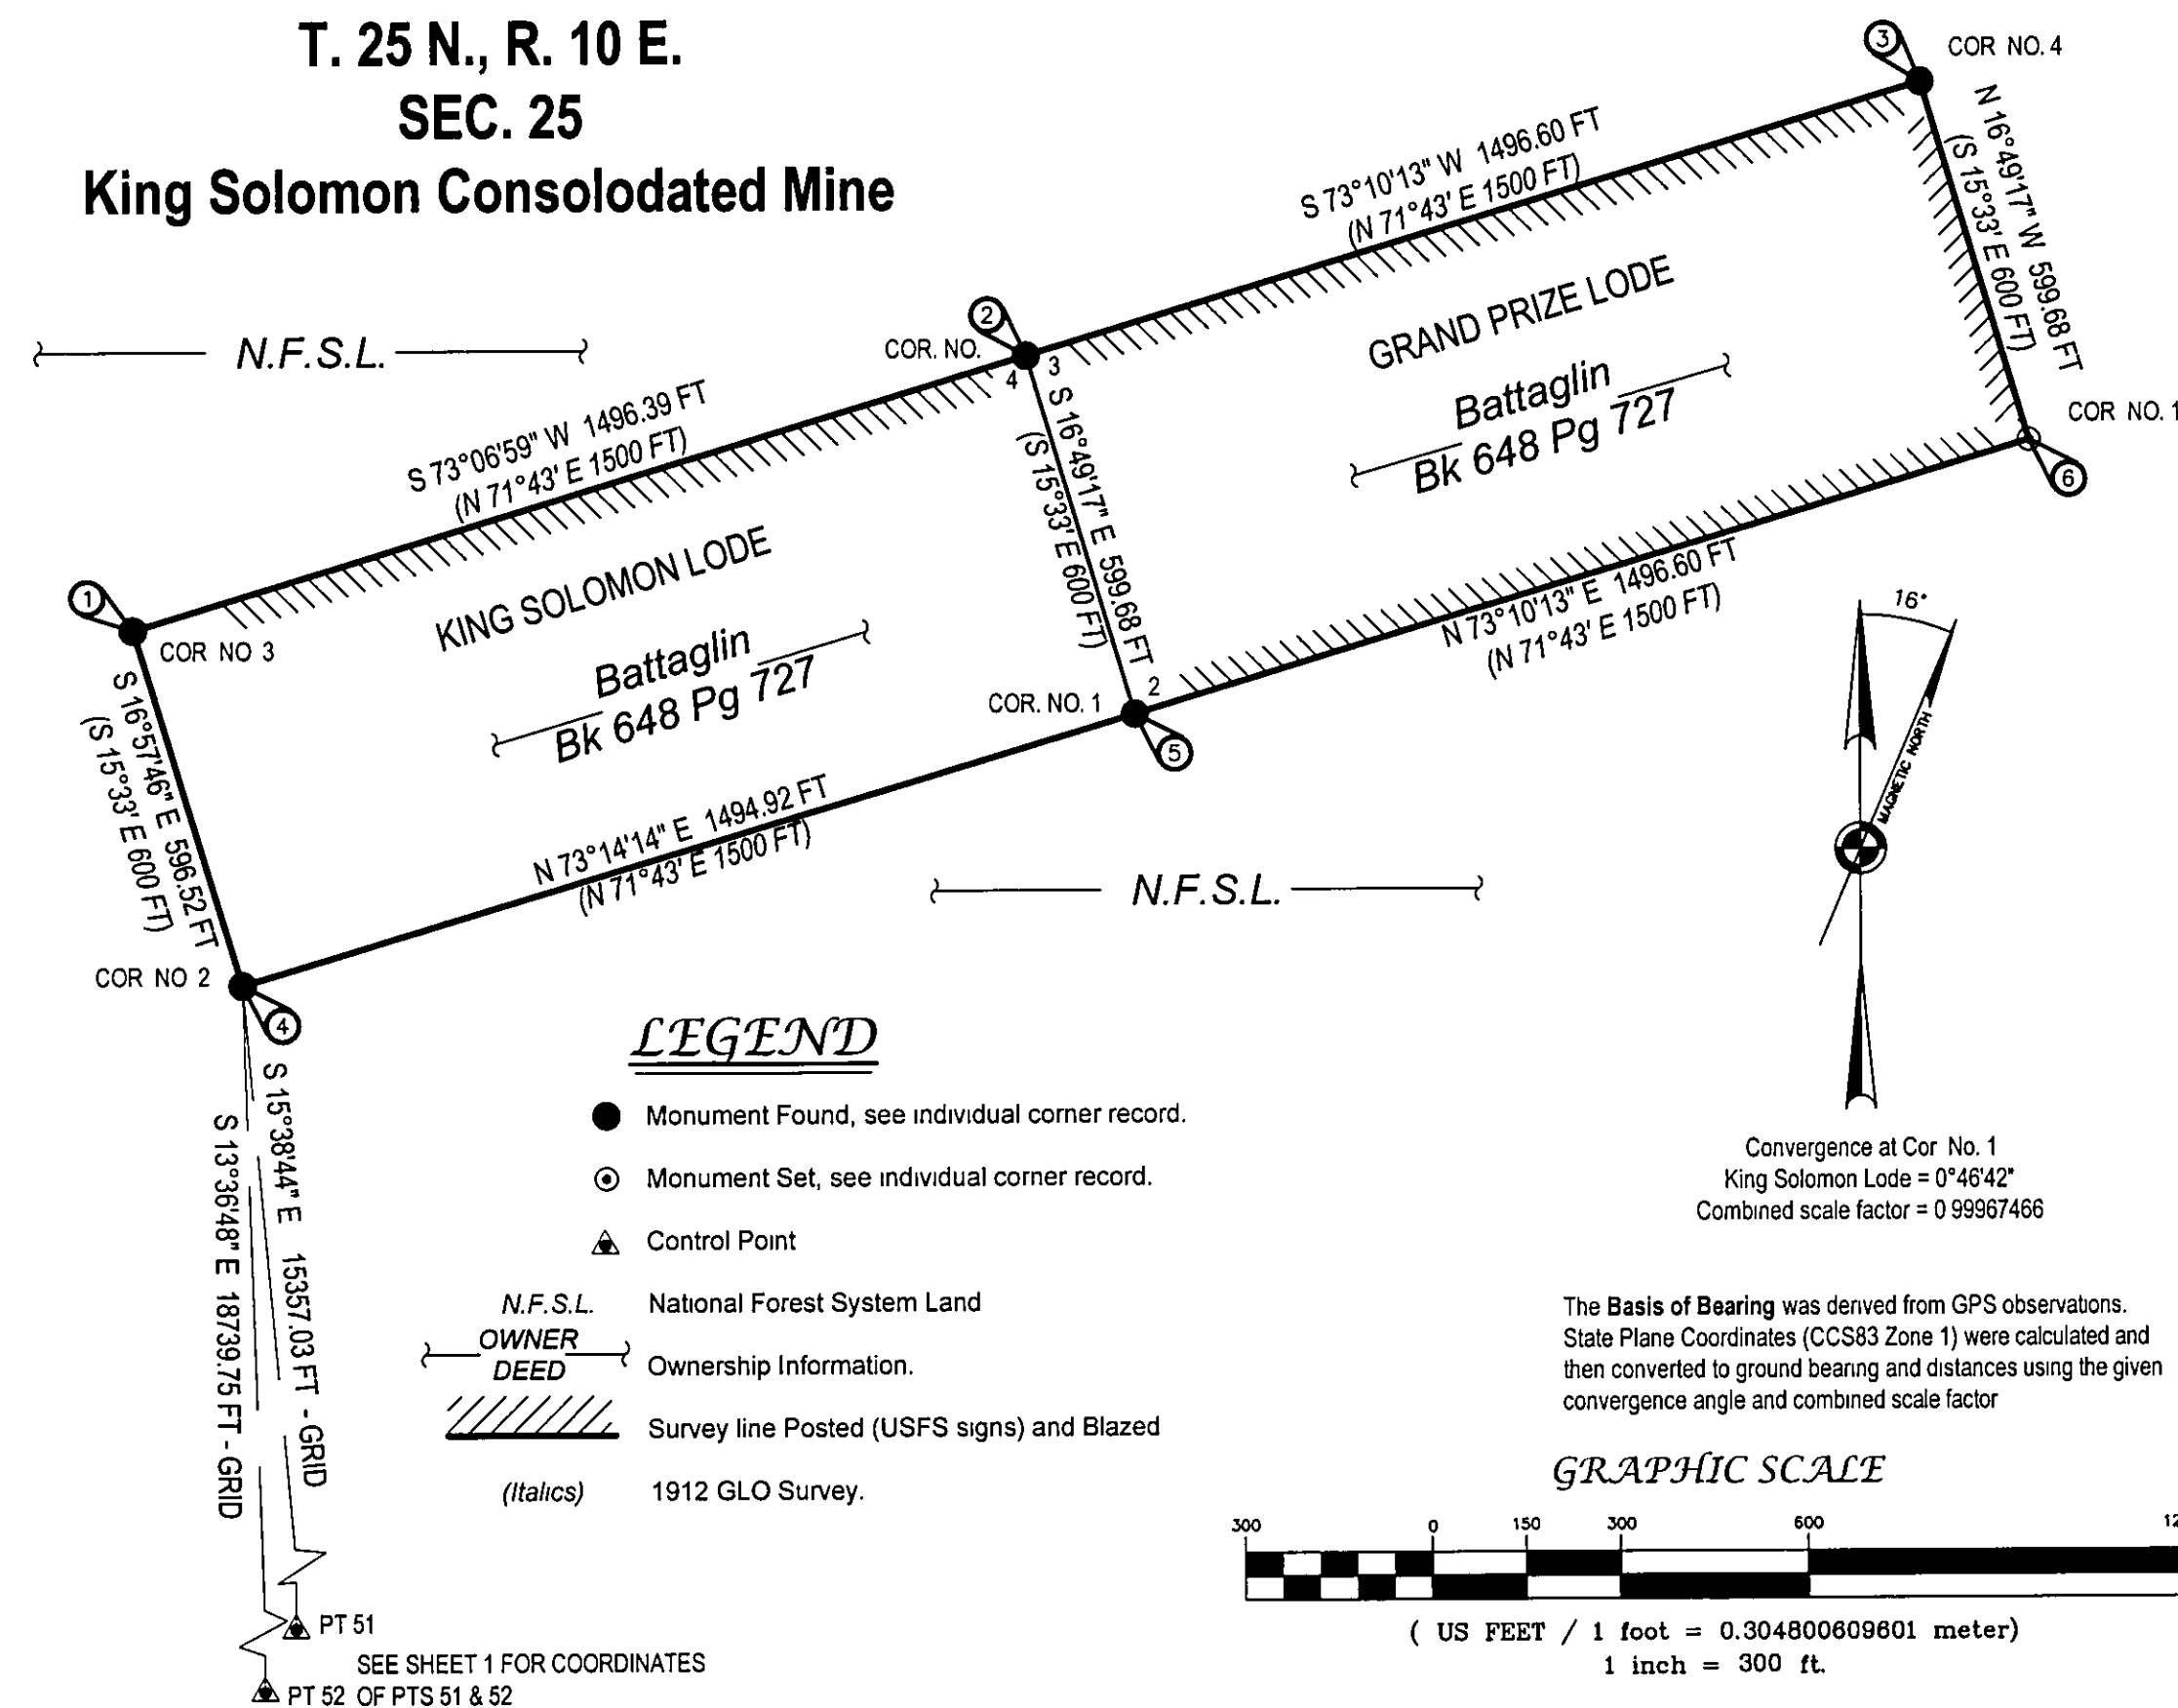 T. 25 N., R. 10 E.
SEC. 25
King Solomon Consolodated Mine
3
COR NO. 4
N 16°49'17" W 599.68 FT
(S 15°33' E 600 FT)
S 73°10'13" W 1496.60 FT
(N 71°43' E 1500 FT)
GRAND PRIZE LODE
Battaglin
Bk 648 Pg 727
COR NO. 1
6
N 73°10'13" E 1496.60 FT
(N 71°43' E 1500 FT)
2
COR. NO.
4
3
S 16°49'17" E 599.68 FT
(S 15°33' E 600 FT)
N.F.S.L.
S 73°06'59" W 1496.39 FT
(N 71°43' E 1500 FT)
KING SOLOMON LODE
Battaglin
Bk 648 Pg 727
1
COR NO 3
S 16°57'46" E 596.52 FT
(S 15°33' E 600 FT)
COR. NO. 1
2
5
N 73°14'14" E 1494.92 FT
(N 71°43' E 1500 FT)
N.F.S.L.
COR NO 2
4
S 15°38'44" E 15357.03 FT - GRID
S 13°36'48" E 18739.75 FT - GRID
PT 51
SEE SHEET 1 FOR COORDINATES
PT 52 OF PTS 51 & 52
LEGEND
Monument Found, see individual corner record.
Monument Set, see individual corner record.
Control Point
N.F.S.L. National Forest System Land
OWNER
DEED
Ownership Information.
Survey line Posted (USFS signs) and Blazed
(Italics) 1912 GLO Survey.
16°
MAGNETIC NORTH
Convergence at Cor No. 1
King Solomon Lode = 0°46'42"
Combined scale factor = 0 99967466
The Basis of Bearing was derived from GPS observations.
State Plane Coordinates (CCS83 Zone 1) were calculated and
then converted to ground bearing and distances using the given
convergence angle and combined scale factor
GRAPHIC SCALE
300 0 150 300 600 12
( US FEET / 1 foot = 0.304800609601 meter)
1 inch = 300 ft.